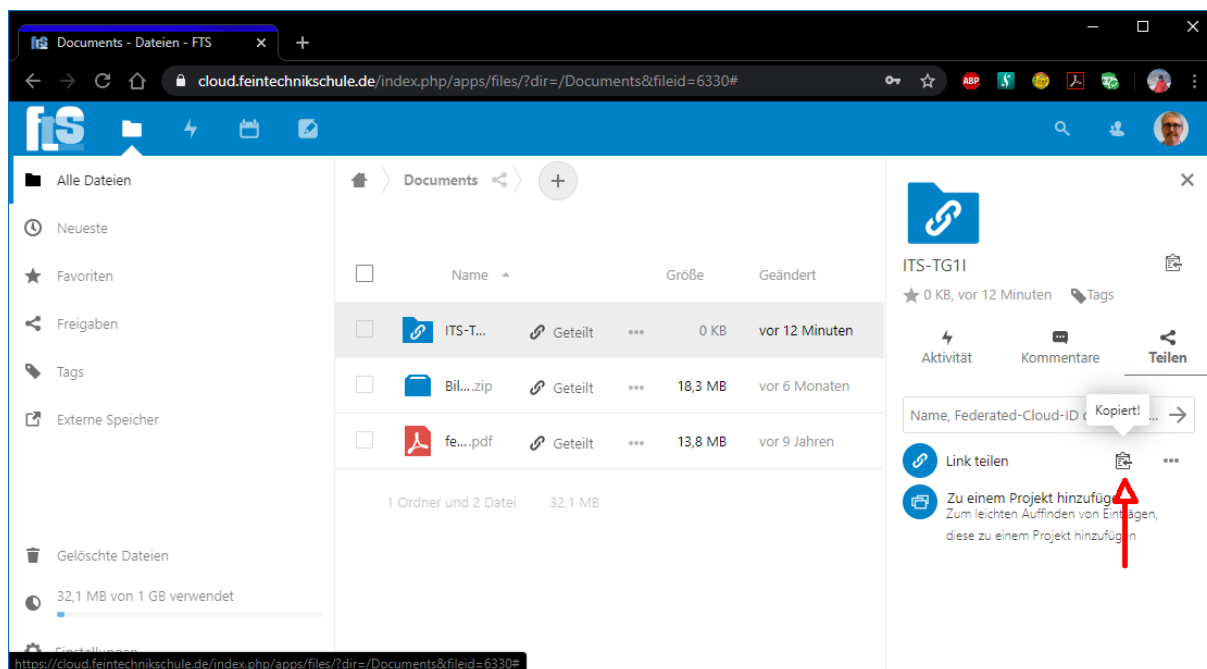 fts Documents - Dateien - FTS
cloud.feintechnikschule.de/index.php/apps/files/?dir=/Documents&fileid=6330#
ABP
ftS
Alle Dateien
Neueste
Favoriten
Freigaben
Tags
Externe Speicher
Gelöschte Dateien
32,1 MB von 1 GB verwendet
Einstellungen
https://cloud.feintechnikschule.de/index.php/apps/files/?dir=/Documents&fileid=6330#
Documents
Name Größe Geändert
ITS-T... Geteilt 0 KB vor 12 Minuten
Bil....zip Geteilt 18,3 MB vor 6 Monaten
fe....pdf Geteilt 13,8 MB vor 9 Jahren
1 Ordner und 2 Datei 32,1 MB
ITS-TG1I
0 KB, vor 12 Minuten Tags
Aktivität Kommentare Teilen
Name, Federated-Cloud-ID ...
Kopiert!
Link teilen
Zu einem Projekt hinzufüg
Zum leichten Auffinden von Einträgen,
diese zu einem Projekt hinzufügen